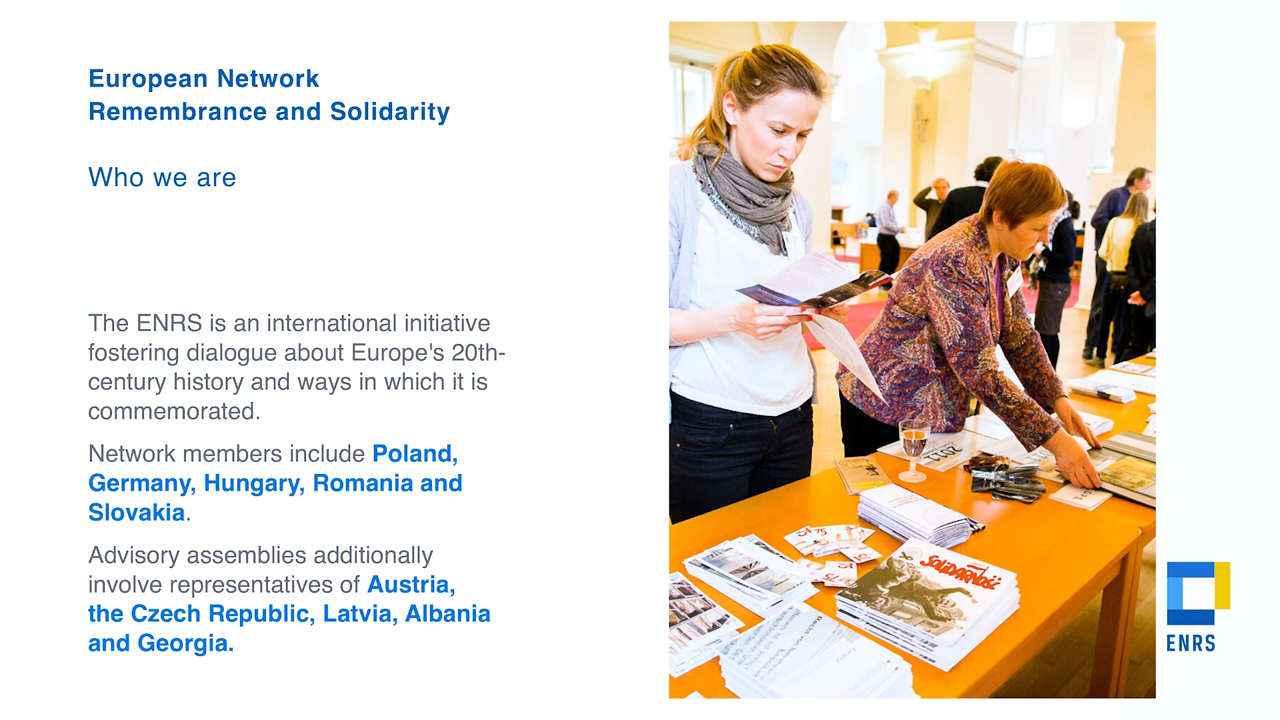 European Network
Remembrance and Solidarity
Who we are
The ENRS is an international initiative
fostering dialogue about Europe's 20th-
century history and ways in which it is
commemorated.
Network members include Poland,
Germany, Hungary, Romania and
Slovakia.
Advisory assemblies additionally
involve representatives of Austria,
the Czech Republic, Latvia, Albania
and Georgia.
SOLIDARNOŚĆ
2011
ENRS